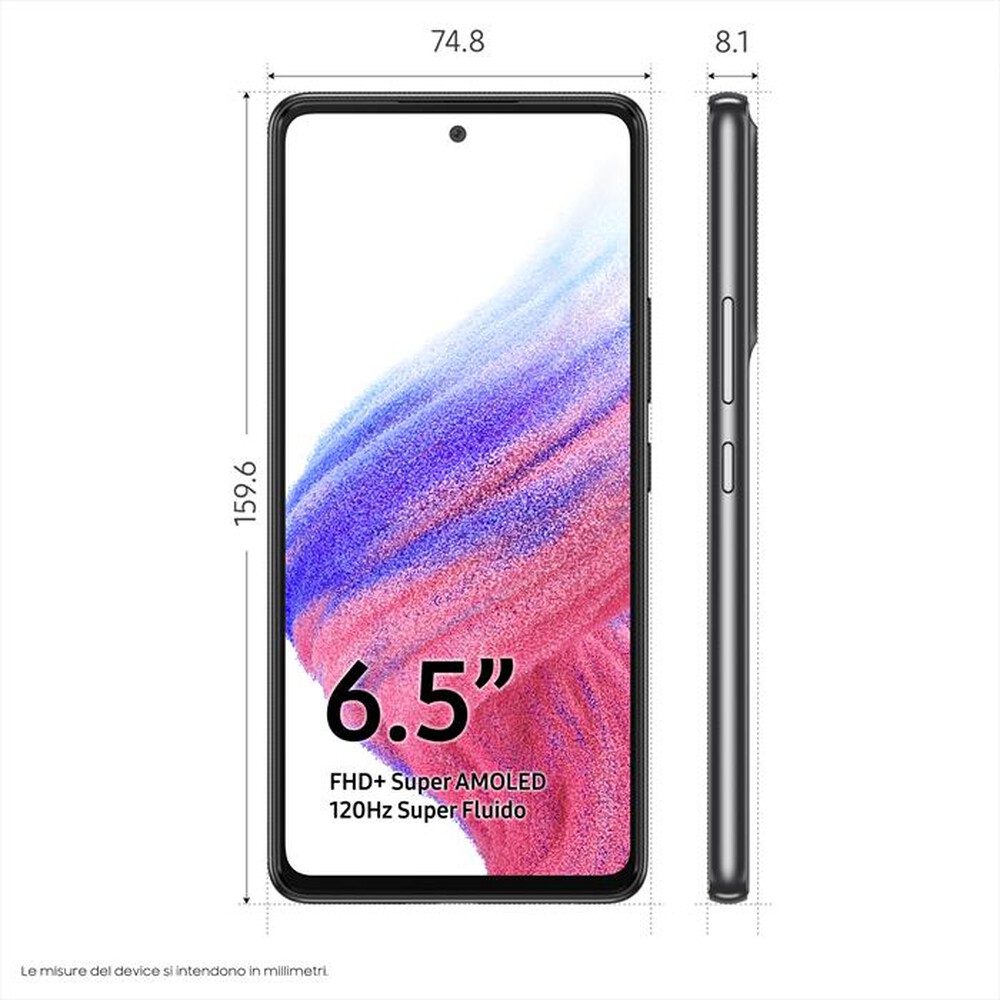 74.8
8.1
159.6
6.5”
FHD+ Super AMOLED
120Hz Super Fluido
Le misure del device si intendono in millimetri.